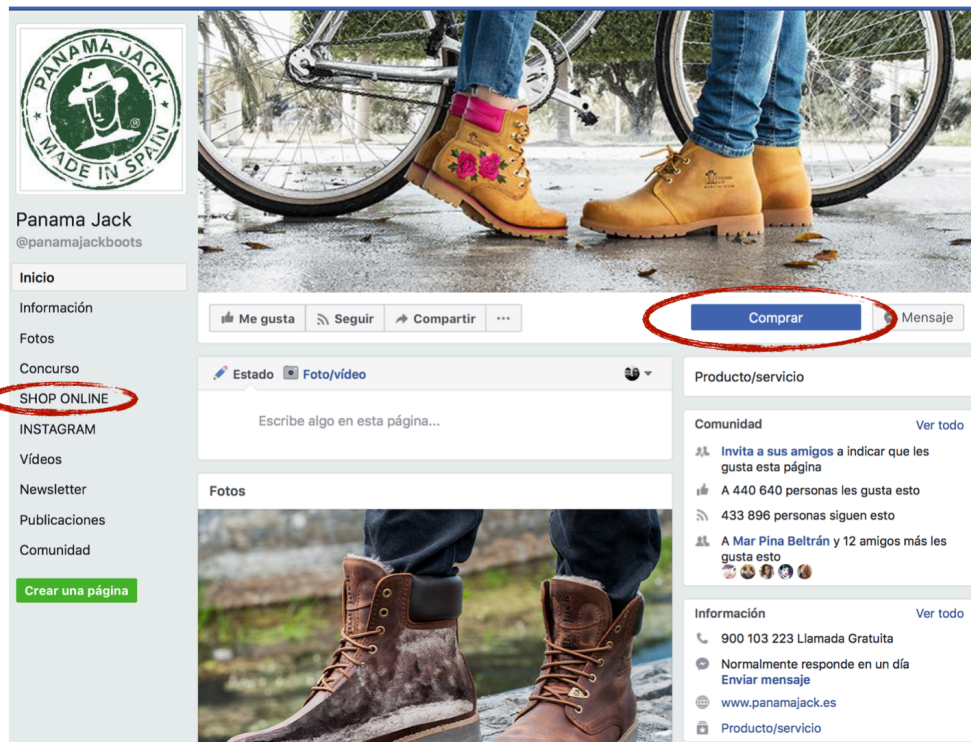 PANAMA JACK
MADE IN SPAIN
Panama Jack
@panamajackboots
Inicio
Información
Fotos
Concurso
SHOP ONLINE
INSTAGRAM
Vídeos
Newsletter
Publicaciones
Comunidad
Crear una página
Me gusta
Seguir
Compartir
...
Comprar
Mensaje
Estado
Foto/vídeo
Escribe algo en esta página...
Fotos
Producto/servicio
Comunidad
Ver todo
Invita a sus amigos a indicar que les
gusta esta página
A 440 640 personas les gusta esto
433 896 personas siguen esto
A Mar Pina Beltrán y 12 amigos más les
gusta esto
Información
Ver todo
900 103 223 Llamada Gratuita
Normalmente responde en un día
Enviar mensaje
www.panamajack.es
Producto/servicio